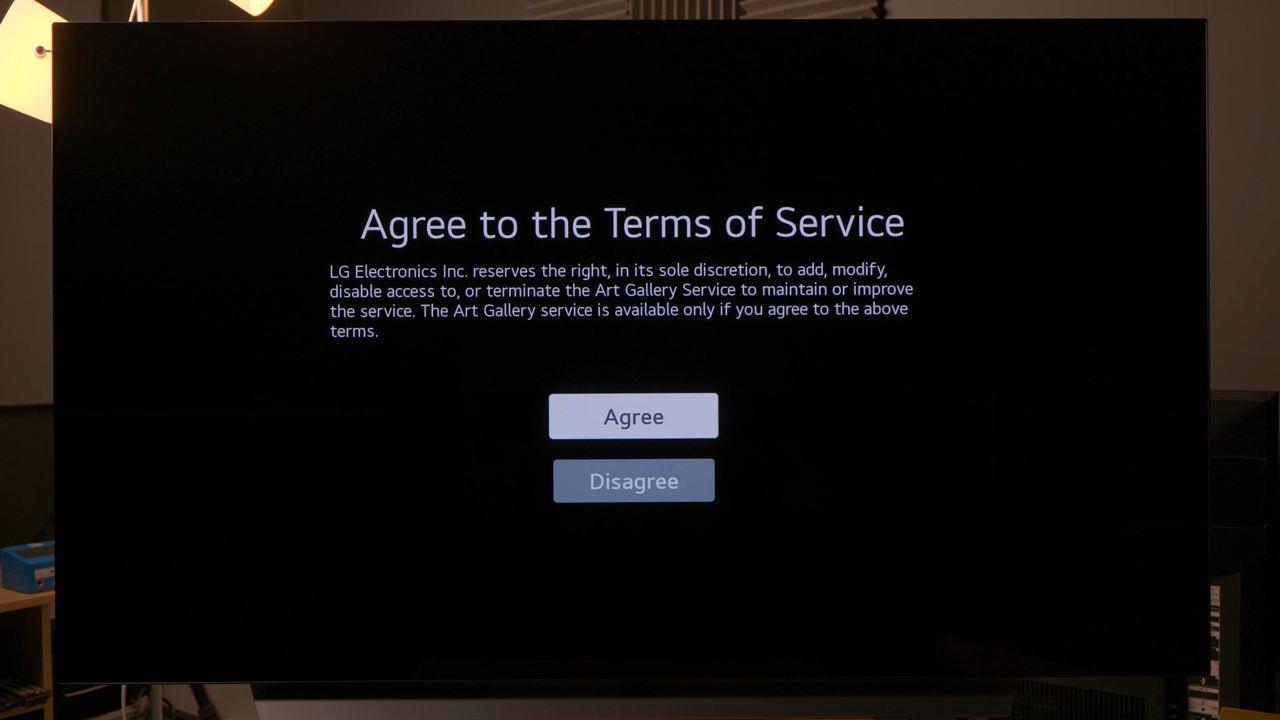 Agree to the Terms of Service
LG Electronics Inc. reserves the right, in its sole discretion, to add, modify,
disable access to, or terminate the Art Gallery Service to maintain or improve
the service. The Art Gallery service is available only if you agree to the above
terms.
Agree
Disagree